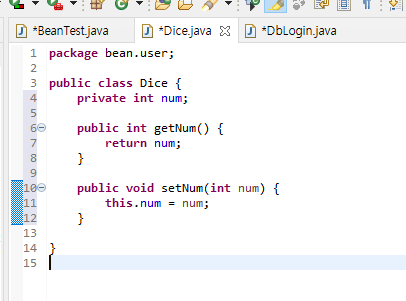 *BeanTest.java *Dice.java *DbLogin.java
1 package bean.user;
2
3 public class Dice {
4 private int num;
5
6 public int getNum() {
7 return num;
8 }
9
10 public void setNum(int num) {
11 this.num = num;
12 }
13
14 }
15